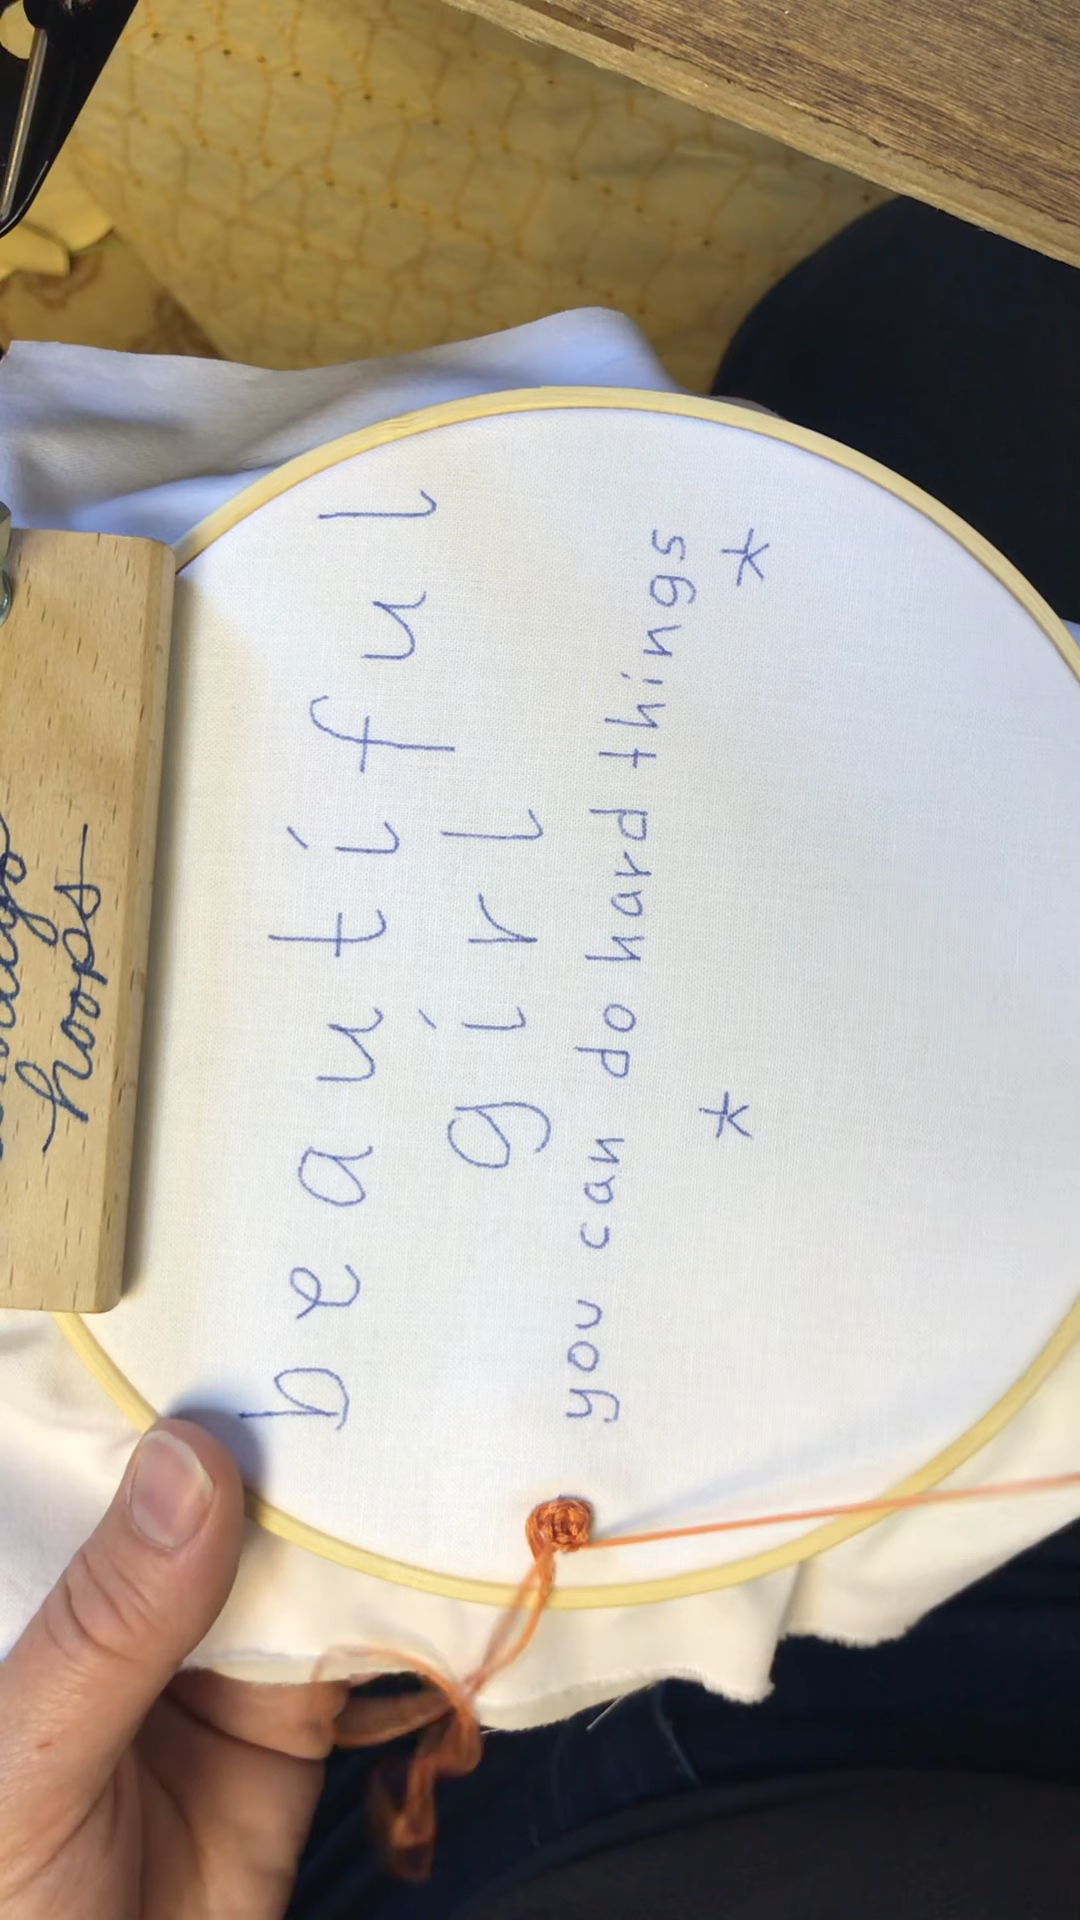 beautiful
girl
you can do hard things
* *
hoops